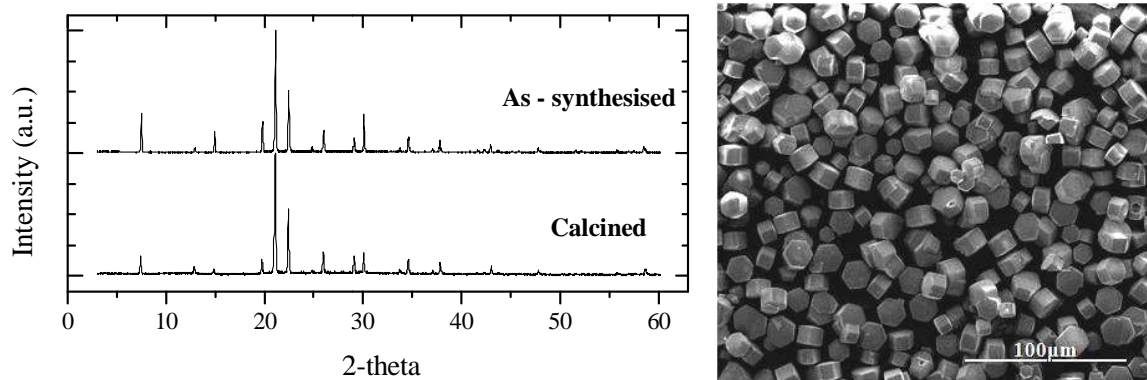 As - synthesised
Calcined
Intensity (a.u.)
0 10 20 30 40 50 60
2-theta
100µm